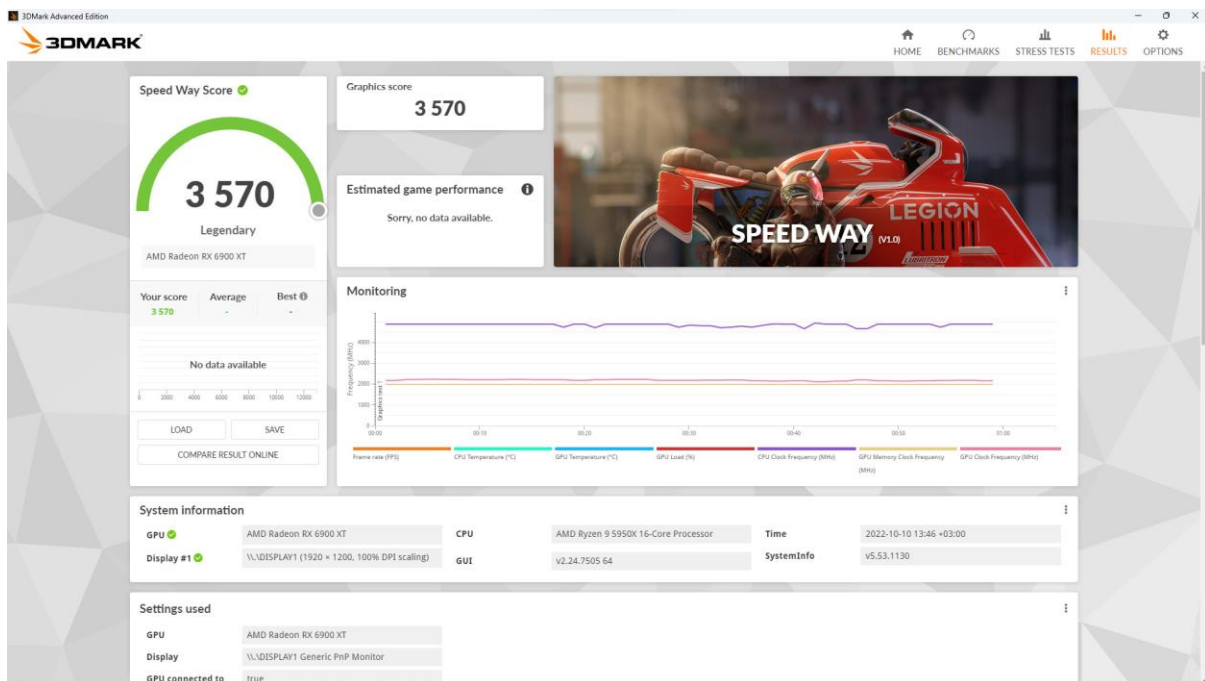 3DMark Advanced Edition
3DMARK
HOME
BENCHMARKS
STRESS TESTS
RESULTS
OPTIONS
Speed Way Score
3 570
Legendary
AMD Radeon RX 6900 XT
Your score
Average
Best
3 570
-
-
No data available
0 2000 4000 6000 8000 10000 12000
LOAD
SAVE
COMPARE RESULT ONLINE
Graphics score
3 570
Estimated game performance
Sorry, no data available.
LEGION
SPEED WAY (V1.0)
LUBRITRON
Monitoring
Frequency (MHz)
4000
3000
2000
1000
0
Graphics test 1
00:00 00:10 00:20 00:30 00:40 00:50 01:00
Frame rate (FPS)
CPU Temperature (°C)
GPU Temperature (°C)
GPU Load (%)
CPU Clock Frequency (MHz)
GPU Memory Clock Frequency
(MHz)
GPU Clock Frequency (MHz)
System information
GPU
AMD Radeon RX 6900 XT
CPU
AMD Ryzen 9 5950X 16-Core Processor
Time
2022-10-10 13:46 +03:00
Display #1
\\.\DISPLAY1 (1920 × 1200, 100% DPI scaling)
GUI
v2.24.7505 64
SystemInfo
v5.53.1130
Settings used
GPU
AMD Radeon RX 6900 XT
Display
\\.\DISPLAY1 Generic PnP Monitor
GPU connected to
true